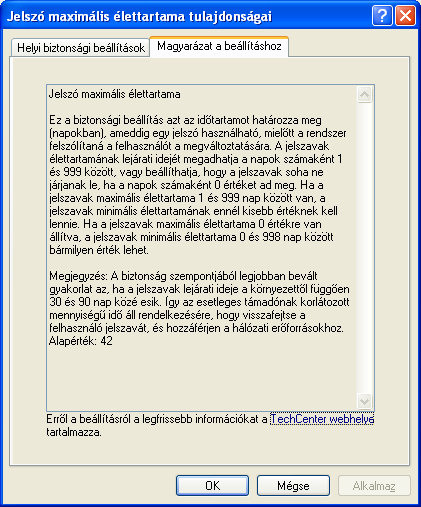 Jelszó maximális élettartama tulajdonságai
Helyi biztonsági beállítások
Magyarázat a beállításhoz
Jelszó maximális élettartama
Ez a biztonsági beállítás azt az időtartamot határozza meg
(napokban), ameddig egy jelszó használható, mielőtt a rendszer
felszólítaná a felhasználót a megváltoztatására. A jelszavak
élettartamának lejárati idejét megadhatja a napok számaként 1
és 999 között, vagy beállíthatja, hogy a jelszavak soha ne
járjanak le, ha a napok számaként 0 értéket ad meg. Ha a
jelszavak maximális élettartama 1 és 999 nap között van, a
jelszavak minimális élettartamának ennél kisebb értéknek kell
lennie. Ha a jelszavak maximális élettartama 0 értékre van
állítva, a jelszavak minimális élettartama 0 és 998 nap között
bármilyen érték lehet.
Megjegyzés: A biztonság szempontjából legjobban bevált
gyakorlat az, ha a jelszavak lejárati ideje a környezettől függően
30 és 90 nap közé esik. Így az esetleges támadónak korlátozott
mennyiségű idő áll rendelkezésére, hogy visszafejtse a
felhasználó jelszavát, és hozzáférjen a hálózati erőforrásokhoz.
Alapérték: 42
Erről a beállításról a legfrissebb információkat a TechCenter webhelye
tartalmazza.
OK
Mégse
Alkalmaz